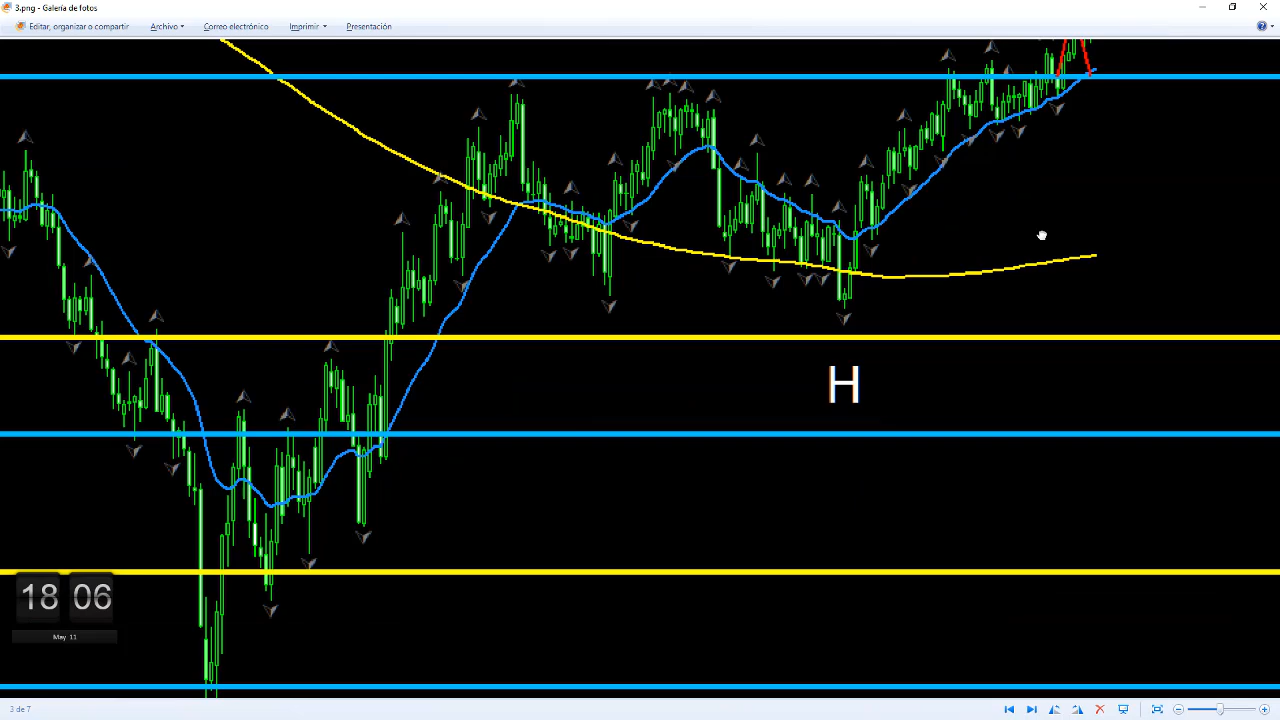 3.png - Galería de fotos
Editar, organizar o compartir Archivo Correo electrónico Imprimir Presentación
H
18 06
May 11
3 de 7